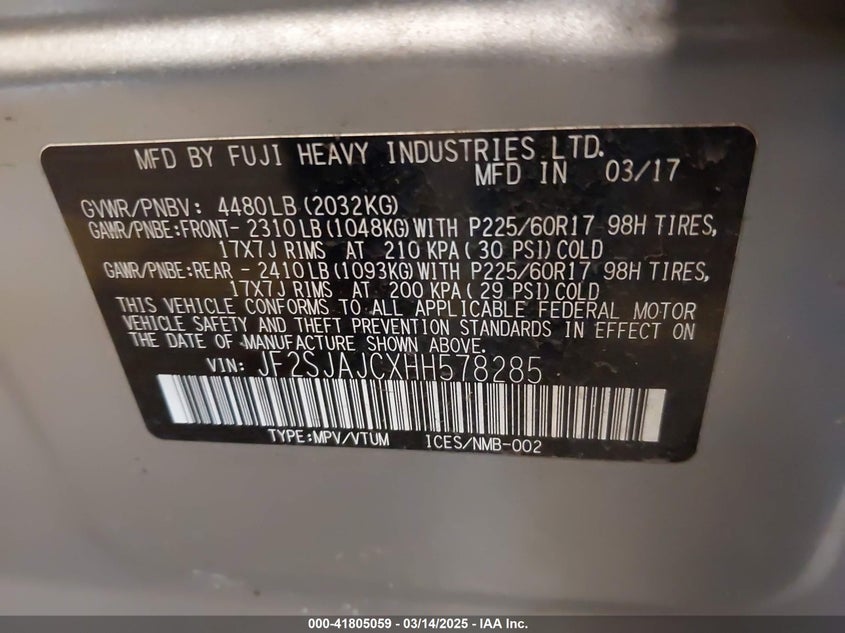 MFD BY FUJI HEAVY INDUSTRIES LTD.
MFD IN 03/17
GVWR/PNBV: 4480LB (2032KG)
GAWR/PNBE:FRONT- 2310LB (1048KG) WITH P225/60R17 98H TIRES,
17X7J RIMS AT 210 KPA( 30 PSI) COLD
GAWR/PNBE:REAR - 2410LB (1093KG) WITH P225/60R17 98H TIRES,
17X7J RIMS AT 200 KPA( 29 PSI) COLD
THIS VEHICLE CONFORMS TO ALL APPLICABLE FEDERAL MOTOR
VEHICLE SAFETY AND THEFT PREVENTION STANDARDS IN EFFECT ON
THE DATE OF MANUFACTURE SHOWN ABOVE.
VIN: JF2SJAJCXHH578285
TYPE:MPV/VTUM ICES/NMB-002
000-41805059 - 03/14/2025 - IAA Inc.